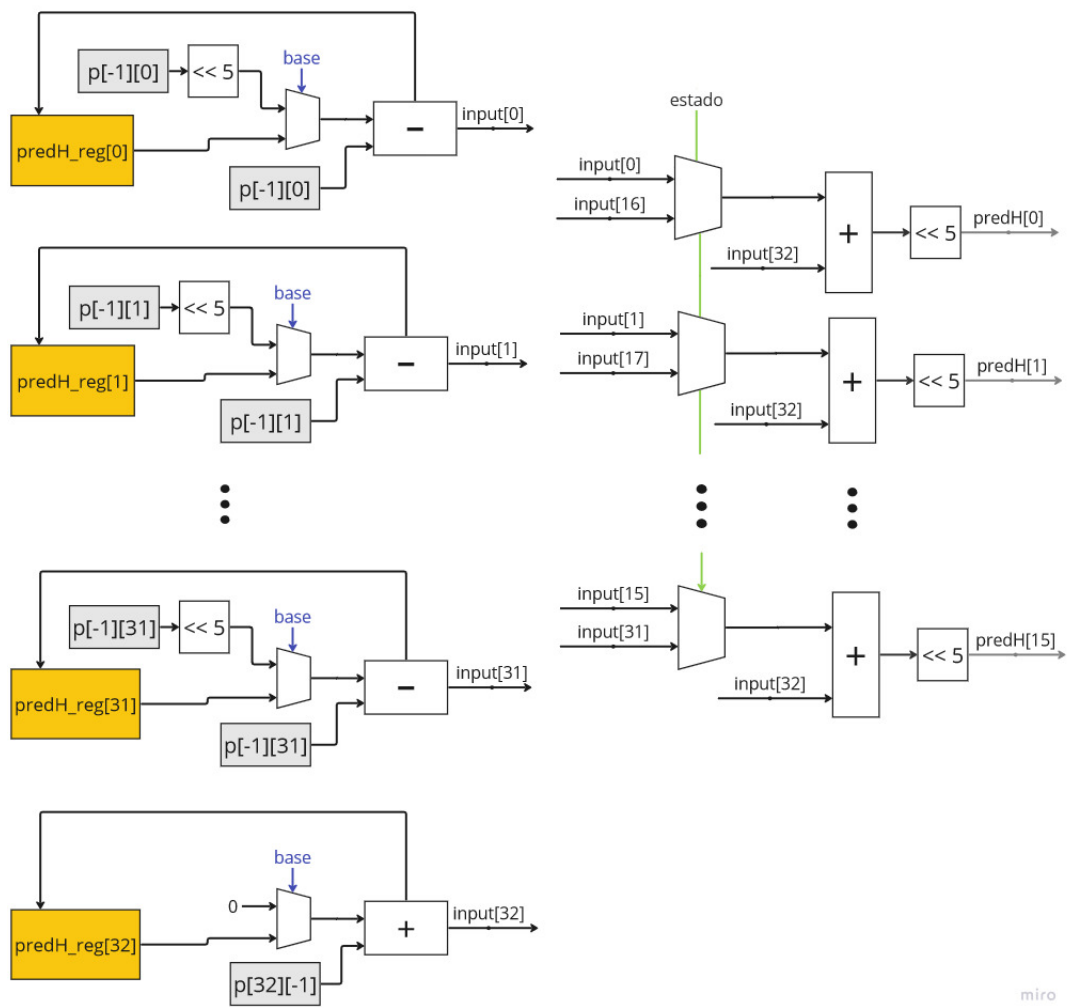 base
p[-1][0]
<< 5
predH_reg[0]
-
input[0]
p[-1][0]
base
p[-1][1]
<< 5
predH_reg[1]
-
input[1]
p[-1][1]
base
p[-1][31]
<< 5
predH_reg[31]
-
input[31]
p[-1][31]
base
0
predH_reg[32]
+
input[32]
p[32][-1]
estado
input[0]
input[16]
input[32]
+
<< 5
predH[0]
input[1]
input[17]
input[32]
+
<< 5
predH[1]
input[15]
input[31]
input[32]
+
<< 5
predH[15]
miro